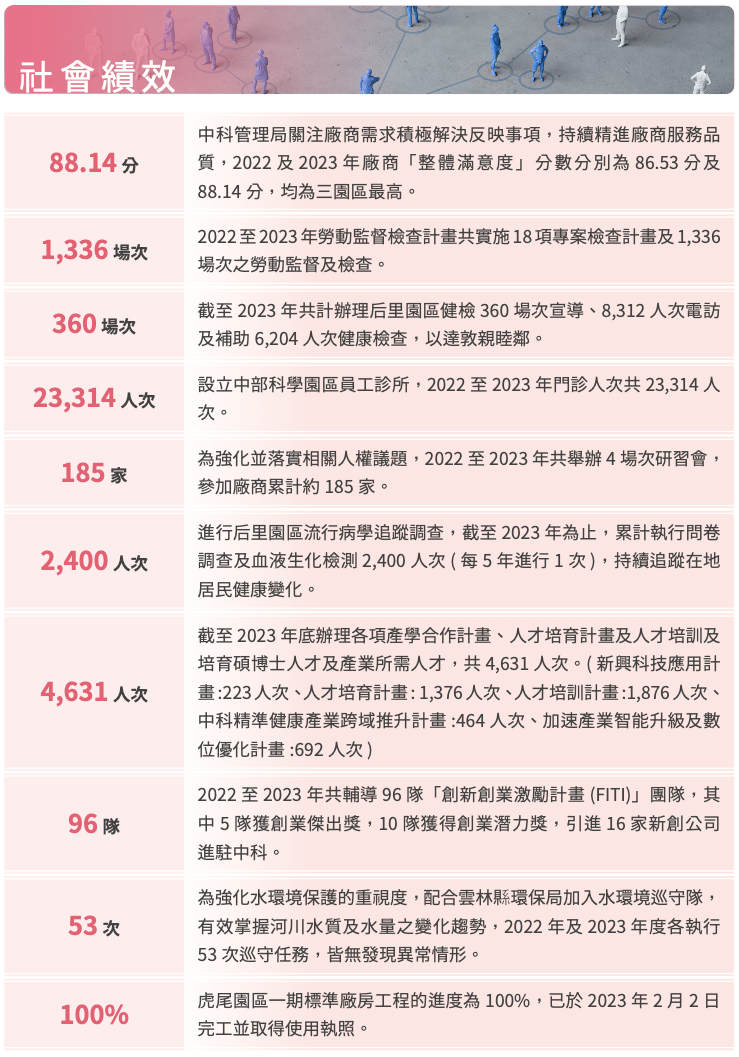 社會績效
88.14 分
中科管理局關注廠商需求積極解決反映事項，持續精進廠商服務品
質，2022 及 2023 年廠商「整體滿意度」分數分別為 86.53 分及
88.14 分，均為三園區最高。
1,336 場次
2022 至 2023 年勞動監督檢查計畫共實施 18 項專案檢查計畫及 1,336
場次之勞動監督及檢查。
360 場次
截至 2023 年共計辦理后里園區健檢 360 場次宣導、8,312 人次電訪
及補助 6,204 人次健康檢查，以達敦親睦鄰。
23,314 人次
設立中部科學園區員工診所，2022 至 2023 年門診人次共 23,314 人
次。
185 家
為強化並落實相關人權議題，2022 至 2023 年共舉辦 4 場次研習會，
參加廠商累計約 185 家。
2,400 人次
進行后里園區流行病學追蹤調查，截至 2023 年為止，累計執行問卷
調查及血液生化檢測 2,400 人次 ( 每 5 年進行 1 次 )，持續追蹤在地
居民健康變化。
4,631 人次
截至 2023 年底辦理各項產學合作計畫、人才培育計畫及人才培訓及
培育碩博士人才及產業所需人才，共 4,631 人次。( 新興科技應用計
畫 :223 人次、人才培育計畫 : 1,376 人次、人才培訓計畫 :1,876 人次、
中科精準健康產業跨域推升計畫 :464 人次、加速產業智能升級及數
位優化計畫 :692 人次 )
96 隊
2022 至 2023 年共輔導 96 隊「創新創業激勵計畫 (FITI)」團隊，其
中 5 隊獲創業傑出獎，10 隊獲得創業潛力獎，引進 16 家新創公司
進駐中科。
53 次
為強化水環境保護的重視度，配合雲林縣環保局加入水環境巡守隊，
有效掌握河川水質及水量之變化趨勢，2022 年及 2023 年度各執行
53 次巡守任務，皆無發現異常情形。
100%
虎尾園區一期標準廠房工程的進度為 100%，已於 2023 年 2 月 2 日
完工並取得使用執照。